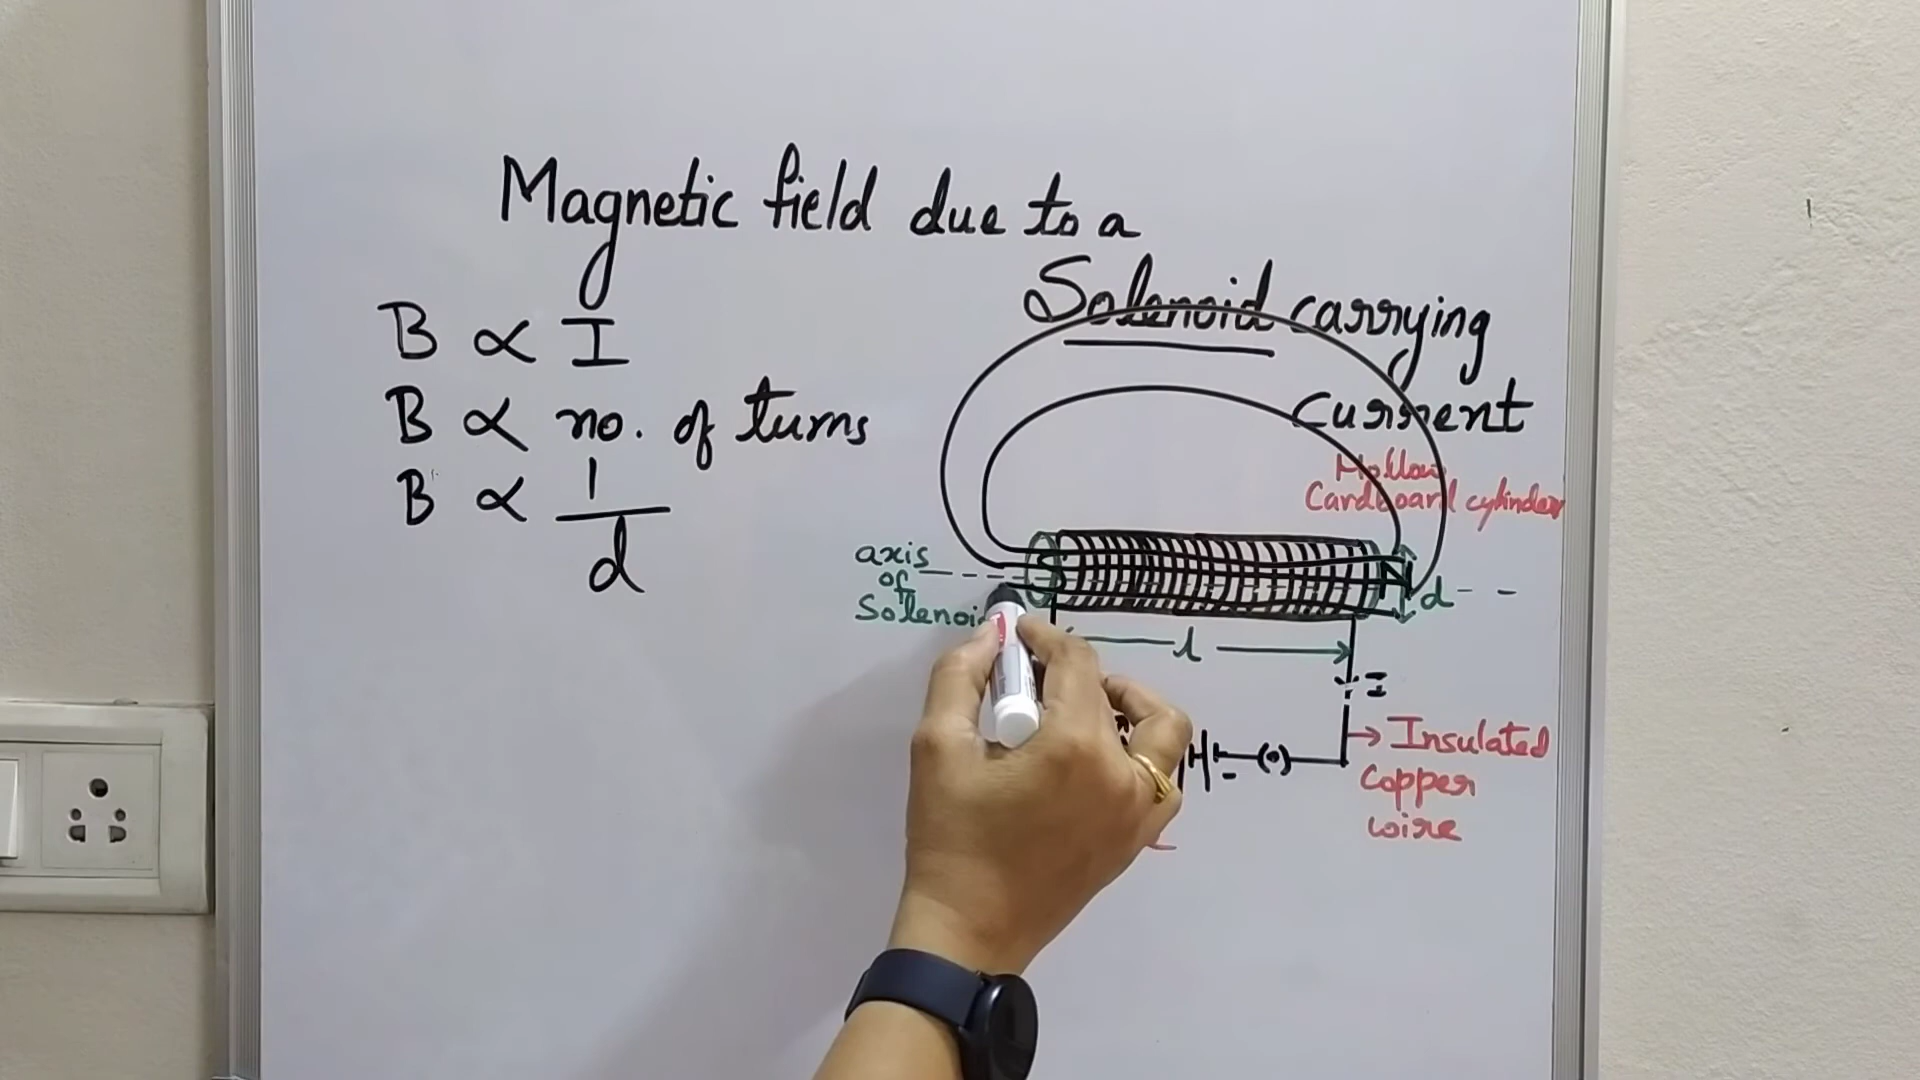 Magnetic field due to a
Solenoid carrying
Current
B ∝ I
B ∝ no. of turns
B ∝ 1/d
Hollow
Cardboard cylinder
axis
of
Solenoid
S
N
d
l
I
+
-
(•)
Insulated
Copper
wire